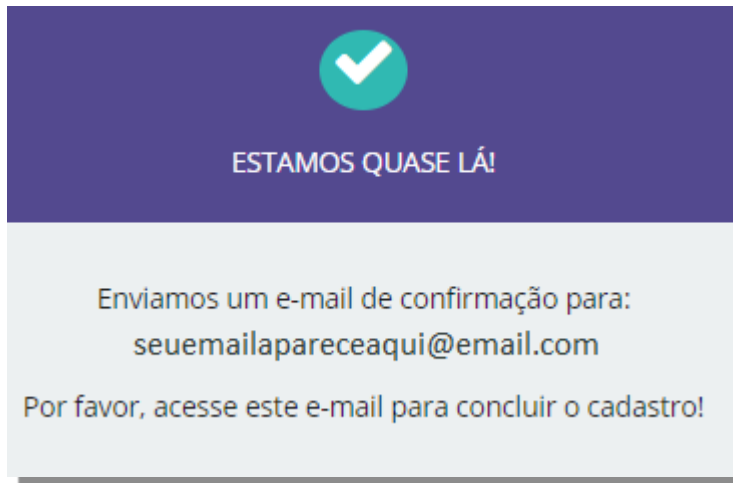 ESTAMOS QUASE LÁ!
Enviamos um e-mail de confirmação para:
seuemailapareceaqui@email.com
Por favor, acesse este e-mail para concluir o cadastro!